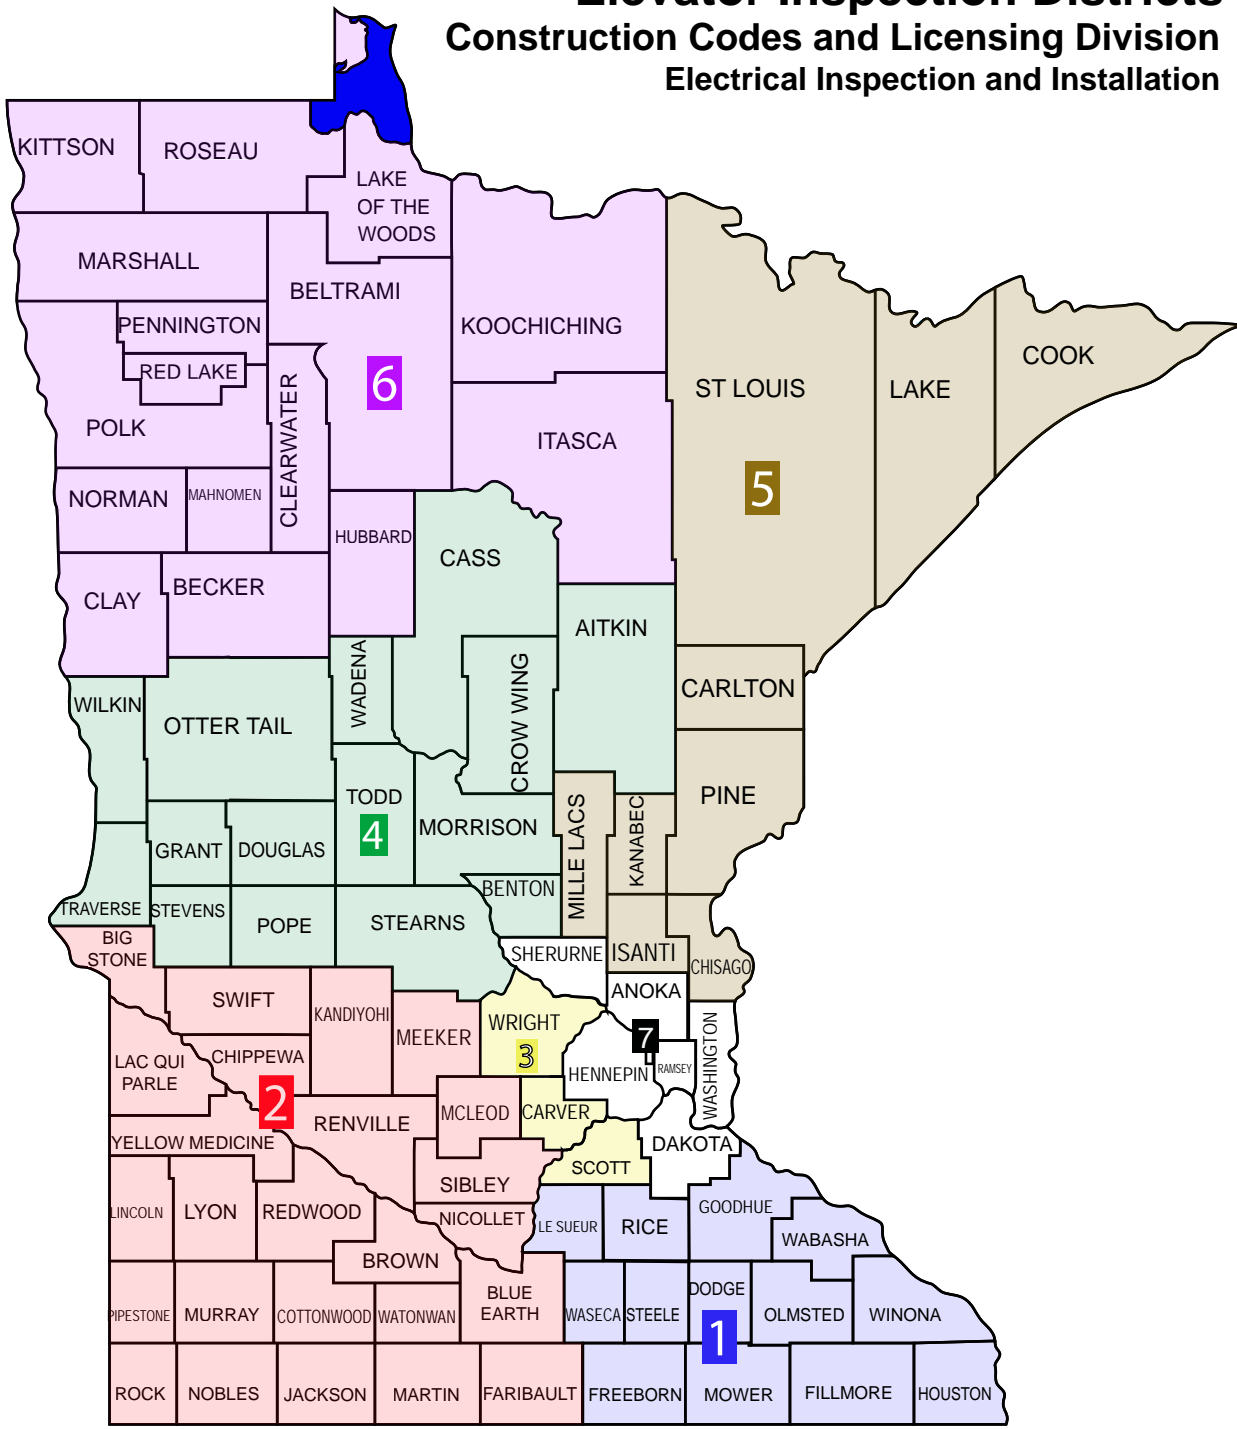 Elevator Inspection Districts
Construction Codes and Licensing Division
Electrical Inspection and Installation
KITTSON
ROSEAU
LAKE
OF THE
WOODS
MARSHALL
BELTRAMI
PENNINGTON
KOOCHICHING
RED LAKE
6
COOK
ST LOUIS
LAKE
POLK
CLEARWATER
ITASCA
NORMAN
MAHNOMEN
5
HUBBARD
CASS
CLAY
BECKER
AITKIN
WADENA
CROW WING
CARLTON
WILKIN
OTTER TAIL
TODD
4
MORRISON
PINE
MILLE LACS
KANABEC
GRANT
DOUGLAS
BENTON
TRAVERSE
STEVENS
POPE
STEARNS
BIG
STONE
SHERURNE
ISANTI
CHISAGO
SWIFT
KANDIYOHI
ANOKA
MEEKER
WRIGHT
3
7
WASHINGTON
LAC QUI
PARLE
CHIPPEWA
HENNEPIN
RAMSEY
2
RENVILLE
MCLEOD
CARVER
YELLOW MEDICINE
DAKOTA
SCOTT
SIBLEY
LINCOLN
LYON
REDWOOD
NICOLLET
LE SUEUR
RICE
GOODHUE
WABASHA
BROWN
BLUE
EARTH
DODGE
PIPESTONE
MURRAY
COTTONWOOD
WATONWAN
WASECA
STEELE
OLMSTED
WINONA
1
ROCK
NOBLES
JACKSON
MARTIN
FARIBAULT
FREEBORN
MOWER
FILLMORE
HOUSTON